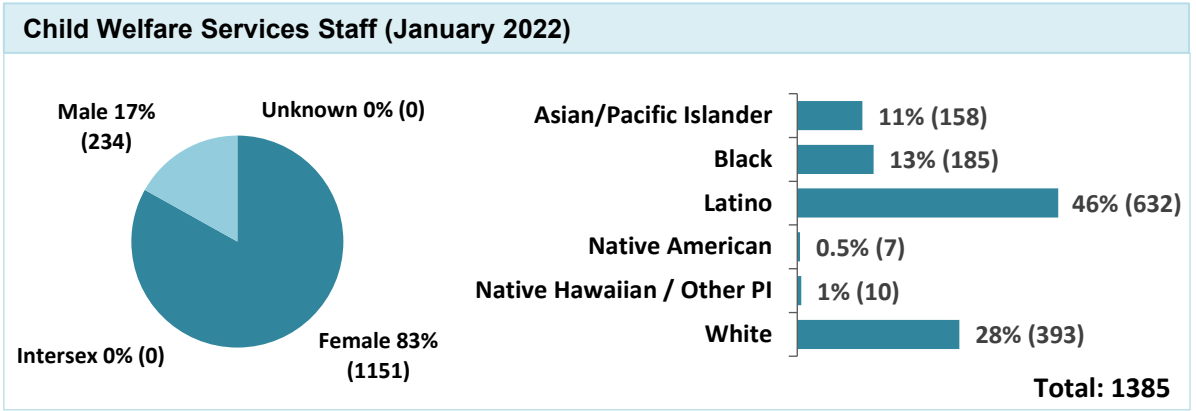 Child Welfare Services Staff (January 2022)
Male 17%
(234)
Unknown 0% (0)
Intersex 0% (0)
Female 83%
(1151)
Asian/Pacific Islander 11% (158)
Black 13% (185)
Latino 46% (632)
Native American 0.5% (7)
Native Hawaiian / Other PI 1% (10)
White 28% (393)
Total: 1385